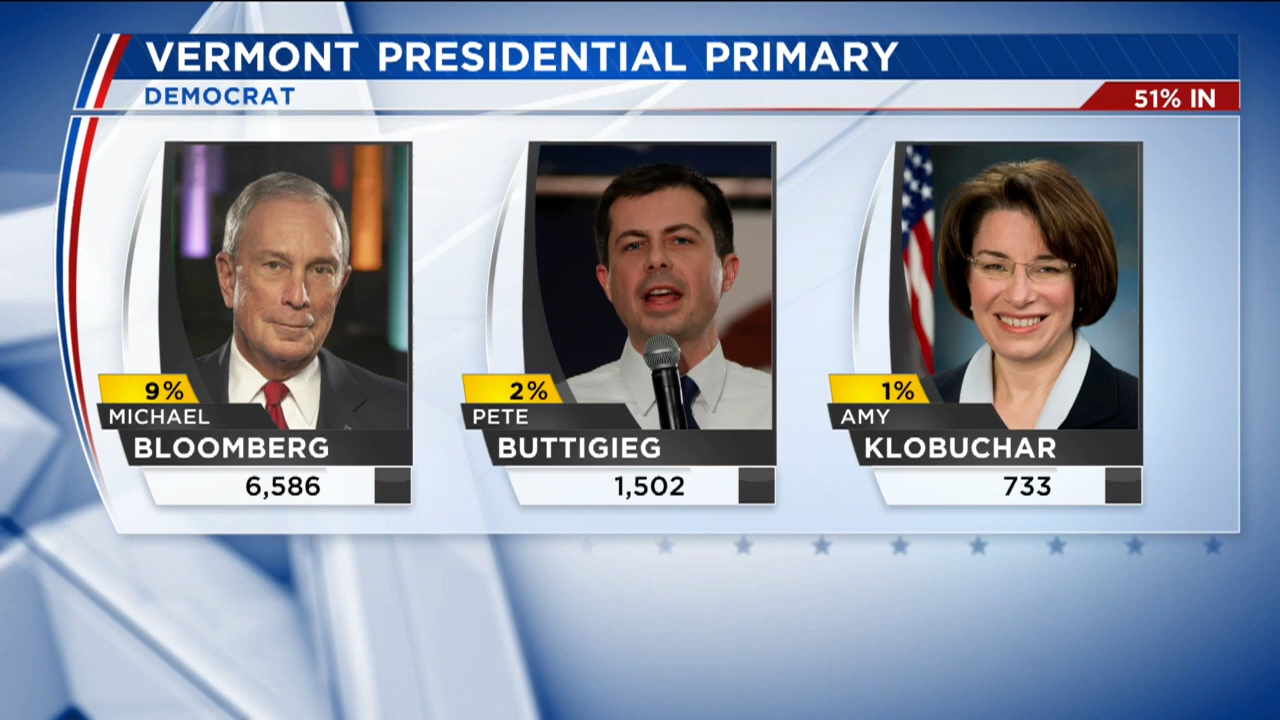 VERMONT PRESIDENTIAL PRIMARY
DEMOCRAT
51% IN
9%
MICHAEL
BLOOMBERG
6,586
2%
PETE
BUTTIGIEG
1,502
1%
AMY
KLOBUCHAR
733